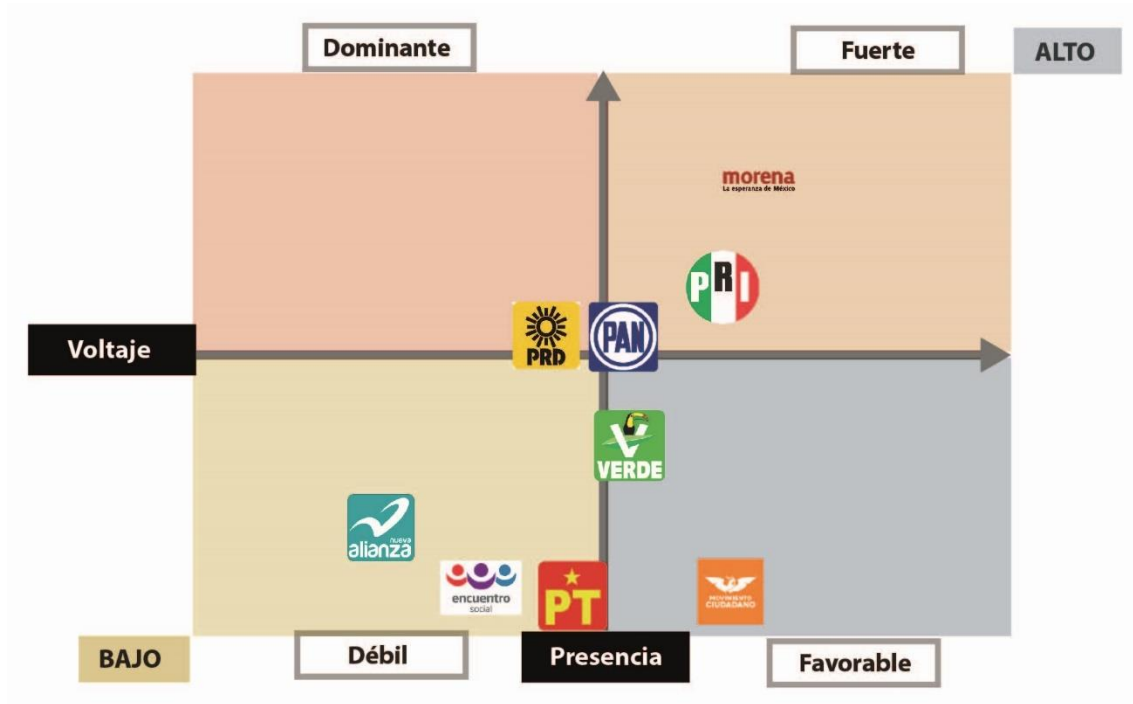 Dominante
Fuerte
ALTO
morena
La esperanza de México
PRI
Voltaje
PRD
PAN
VERDE
nueva
alianza
encuentro
social
PT
MOVIMIENTO
CIUDADANO
BAJO
Débil
Presencia
Favorable